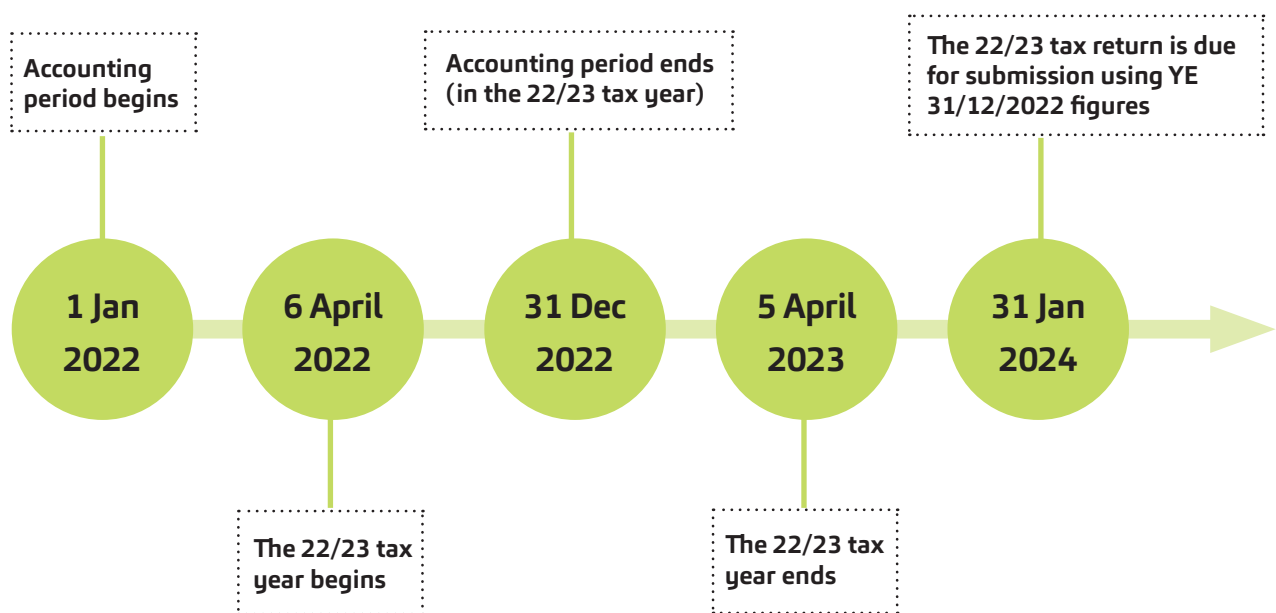 Accounting
period begins
Accounting period ends
(in the 22/23 tax year)
The 22/23 tax return is due
for submission using YE
31/12/2022 figures
1 Jan
2022
6 April
2022
31 Dec
2022
5 April
2023
31 Jan
2024
The 22/23 tax
year begins
The 22/23 tax
year ends